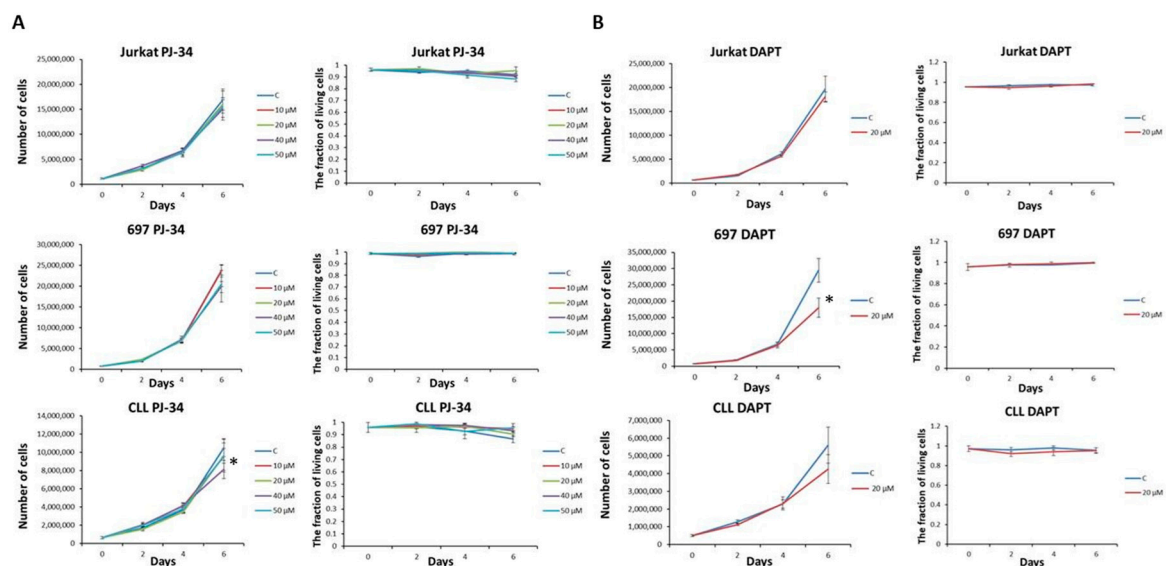 A
Jurkat PJ-34
Number of cells
25,000,000
20,000,000
15,000,000
10,000,000
5,000,000
0
0 2 4 6
Days
C
10 µM
20 µM
40 µM
50 µM
Jurkat PJ-34
The fraction of living cells
1
0.9
0.8
0.7
0.6
0.5
0.4
0.3
0.2
0.1
0
0 2 4 6
Days
C
10 µM
20 µM
40 µM
50 µM
697 PJ-34
Number of cells
30,000,000
25,000,000
20,000,000
15,000,000
10,000,000
5,000,000
0
0 2 4 6
Days
C
10 µM
20 µM
40 µM
50 µM
697 PJ-34
The fraction of living cells
1
0.9
0.8
0.7
0.6
0.5
0.4
0.3
0.2
0.1
0
0 2 4 6
Days
C
10 µM
20 µM
40 µM
50 µM
CLL PJ-34
Number of cells
14,000,000
12,000,000
10,000,000
8,000,000
6,000,000
4,000,000
2,000,000
0
0 2 4 6
Days
*
C
10 µM
20 µM
40 µM
50 µM
CLL PJ-34
The fraction of living cells
1
0.9
0.8
0.7
0.6
0.5
0.4
0.3
0.2
0.1
0
0 2 4 6
Days
C
10 µM
20 µM
40 µM
50 µM
B
Jurkat DAPT
Number of cells
25,000,000
20,000,000
15,000,000
10,000,000
5,000,000
0
0 2 4 6
Days
C
20 µM
Jurkat DAPT
The fraction of living cells
1.2
1
0.8
0.6
0.4
0.2
0
0 2 4 6
Days
C
20 µM
697 DAPT
Number of cells
35,000,000
30,000,000
25,000,000
20,000,000
15,000,000
10,000,000
5,000,000
0
0 2 4 6
Days
*
C
20 µM
697 DAPT
The fraction of living cells
1.2
1
0.8
0.6
0.4
0.2
0
0 2 4 6
Days
C
20 µM
CLL DAPT
Number of cells
7,000,000
6,000,000
5,000,000
4,000,000
3,000,000
2,000,000
1,000,000
0
0 2 4 6
Days
C
20 µM
CLL DAPT
The fraction of living cells
1.2
1
0.8
0.6
0.4
0.2
0
0 2 4 6
Days
C
20 µM